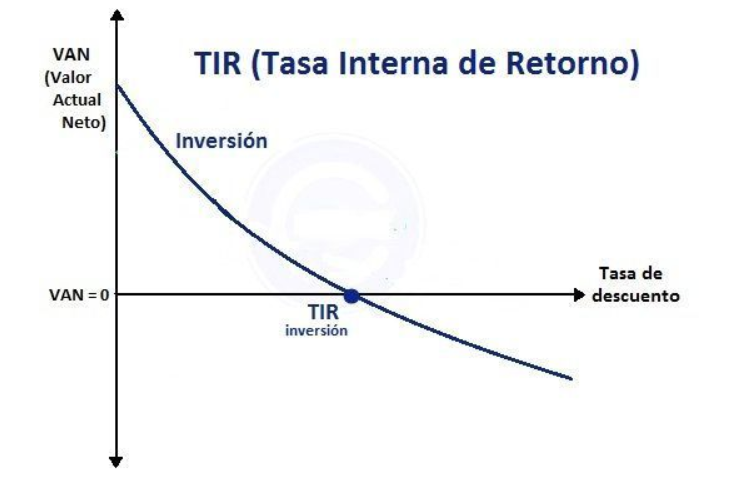 TIR (Tasa Interna de Retorno)
VAN
(Valor
Actual
Neto)
Inversión
VAN = 0
TIR
inversión
Tasa de
descuento